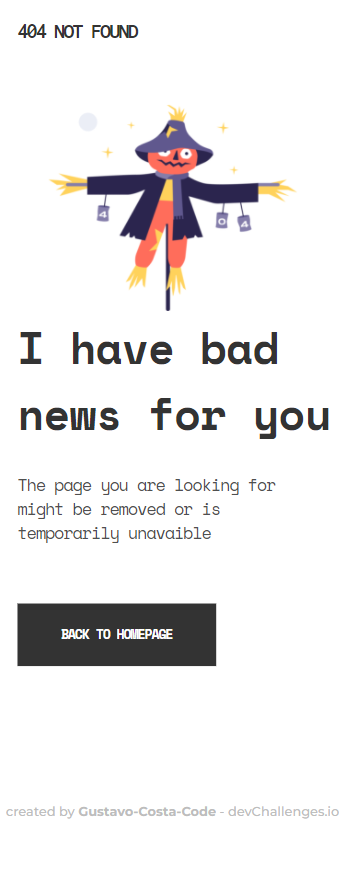 404 NOT FOUND
4
0
4
I have bad
news for you
The page you are looking for
might be removed or is
temporarily unavaible
BACK TO HOMEPAGE
created by Gustavo-Costa-Code - devChallenges.io